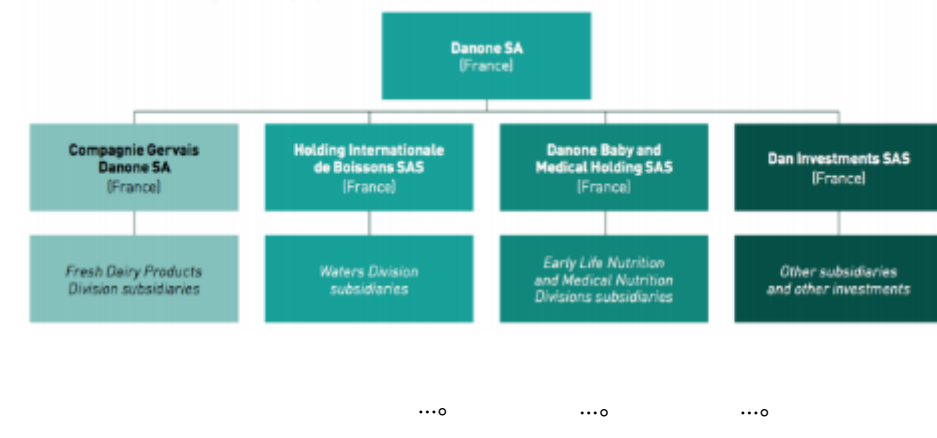 Danone SA
(France)
Compagnie Gervais
Danone SA
(France)
Holding Internationale
de Boissons SAS
(France)
Danone Baby and
Medical Holding SAS
(France)
Dan Investments SAS
(France)
Fresh Dairy Products
Division subsidiaries
Waters Division
subsidiaries
Early Life Nutrition
and Medical Nutrition
Divisions subsidiaries
Other subsidiaries
and other investments
…。 …。 …。